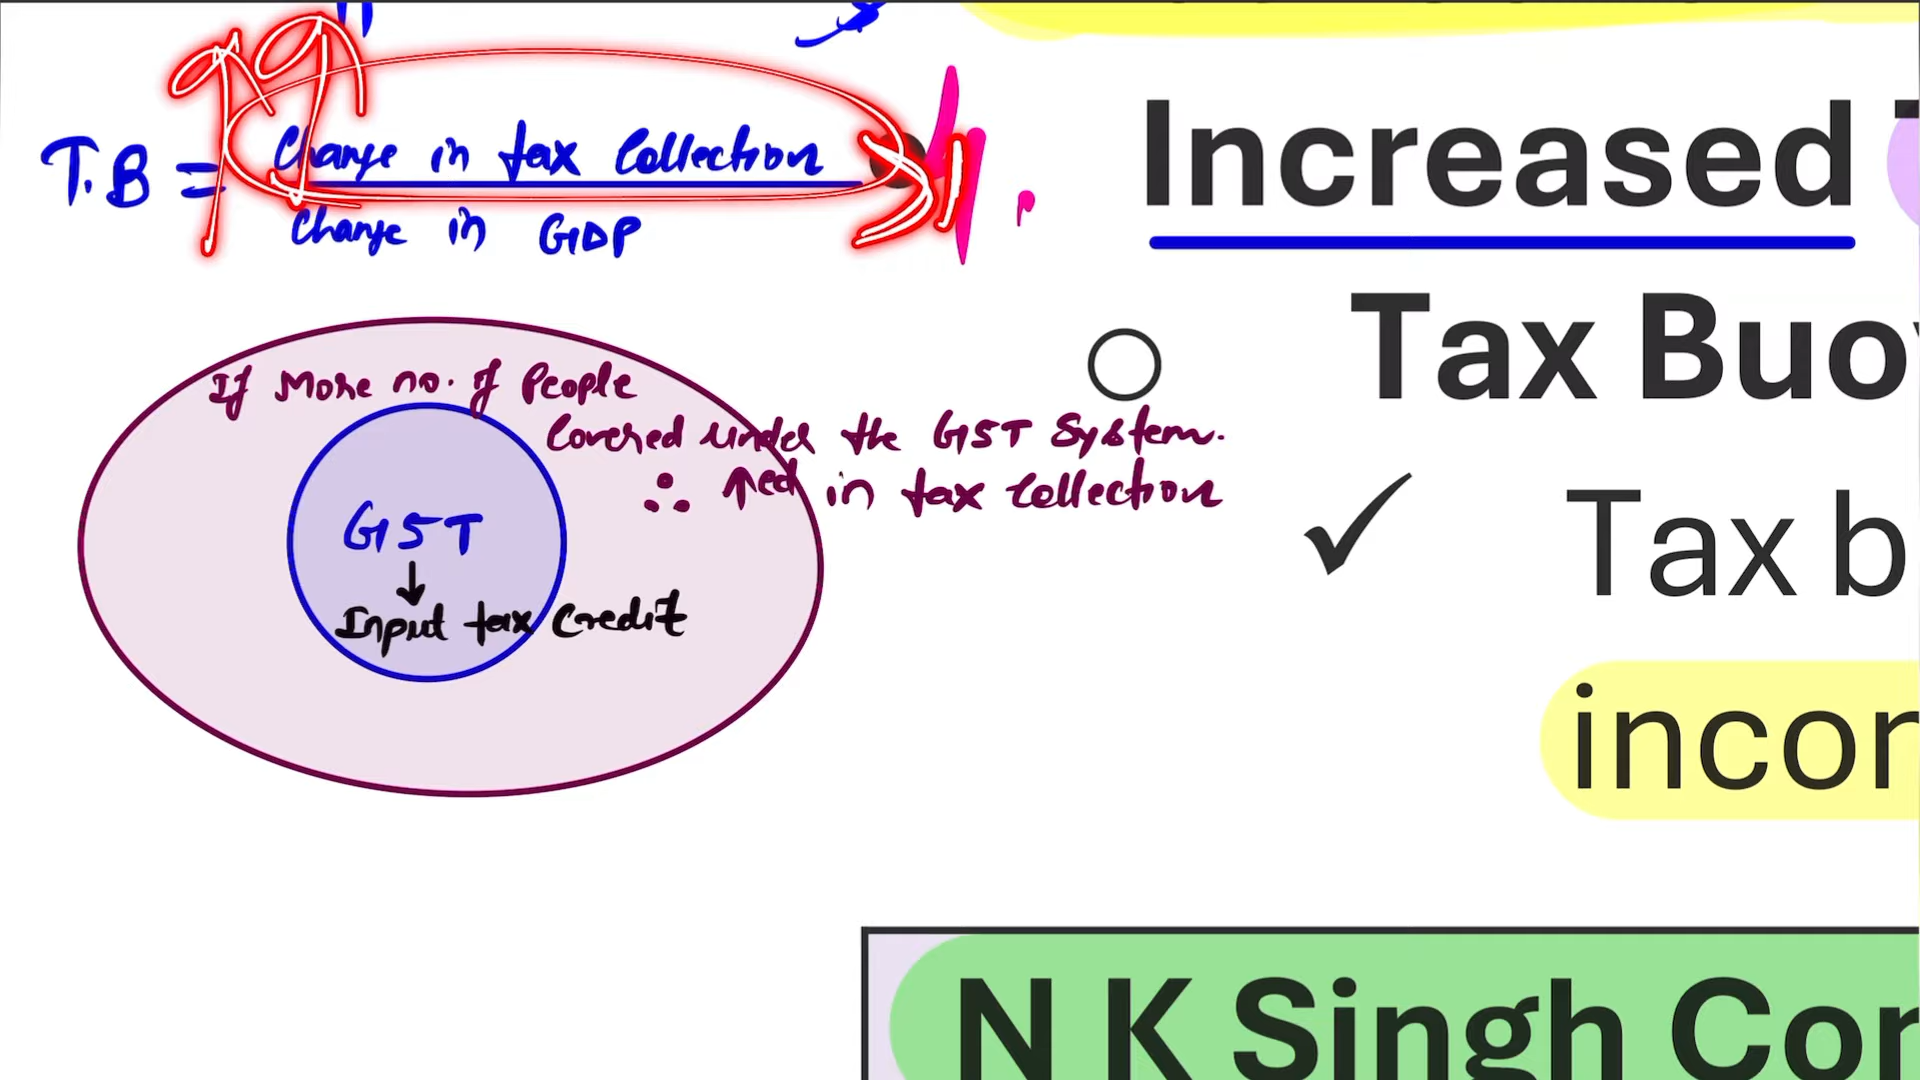 T.B = Change in tax Collection
Change in GDP
If More no. of People
Covered under the GST System.
∴ ↑ed in tax Collection
GST
↓
Input tax Credit
Increased
Tax Buo
✓ Tax b
incor
N K Singh Co